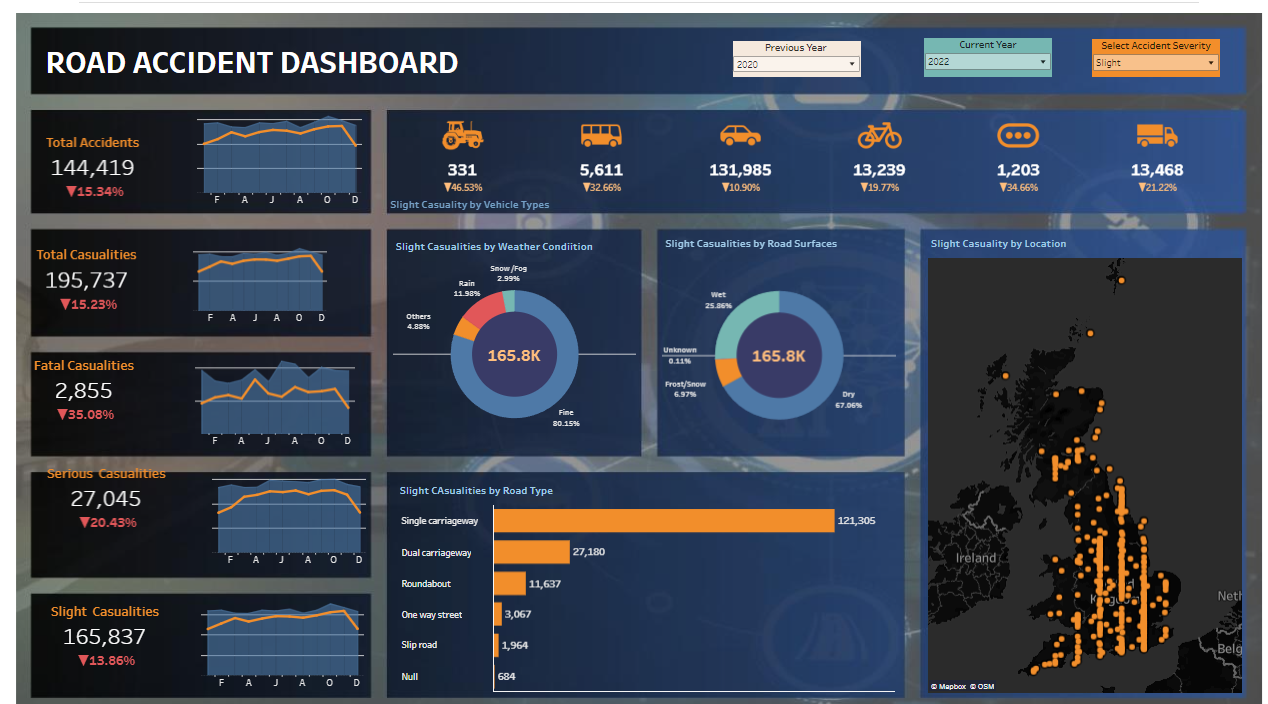 ROAD ACCIDENT DASHBOARD
Previous Year
2020
Current Year
2022
Select Accident Severity
Slight
Total Accidents
144,419
▼15.34%
F A J A O D
331
▼46.53%
5,611
▼32.66%
131,985
▼10.90%
13,239
▼19.77%
1,203
▼34.66%
13,468
▼21.22%
Slight Casuality by Vehicle Types
Total Casualities
195,737
▼15.23%
F A J A O D
Fatal Casualities
2,855
▼35.08%
F A J A O D
Serious Casualities
27,045
▼20.43%
F A J A O D
Slight Casualities
165,837
▼13.86%
F A J A O D
Slight Casualities by Weather Condiition
Snow/Fog
2.99%
Rain
11.98%
Others
4.88%
165.8K
Fine
80.15%
Slight Casualities by Road Surfaces
Wet
25.86%
Unknown
0.11%
Frost/Snow
6.97%
165.8K
Dry
67.06%
Slight CAsualities by Road Type
Single carriageway 121,305
Dual carriageway 27,180
Roundabout 11,637
One way street 3,067
Slip road 1,964
Null 684
Slight Casuality by Location
Ireland
Neth
Belg
© Mapbox © OSM